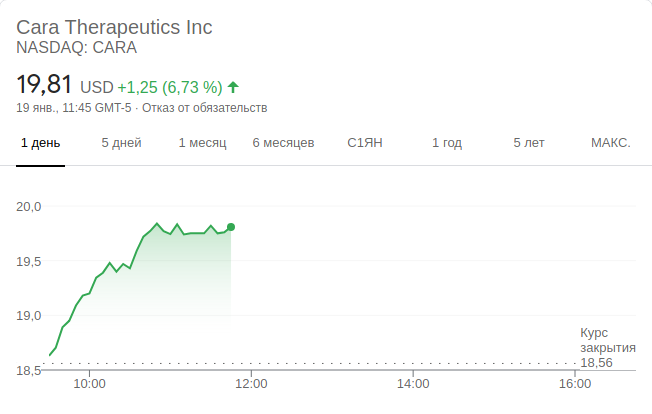 Cara Therapeutics Inc
NASDAQ: CARA
19,81 USD +1,25 (6,73 %)
19 янв., 11:45 GMT-5 · Отказ от обязательств
1 день 5 дней 1 месяц 6 месяцев С1ЯН 1 год 5 лет МАКС.
20,0
19,5
19,0
Курс
закрытия
18,56
18,5
10:00 12:00 14:00 16:00